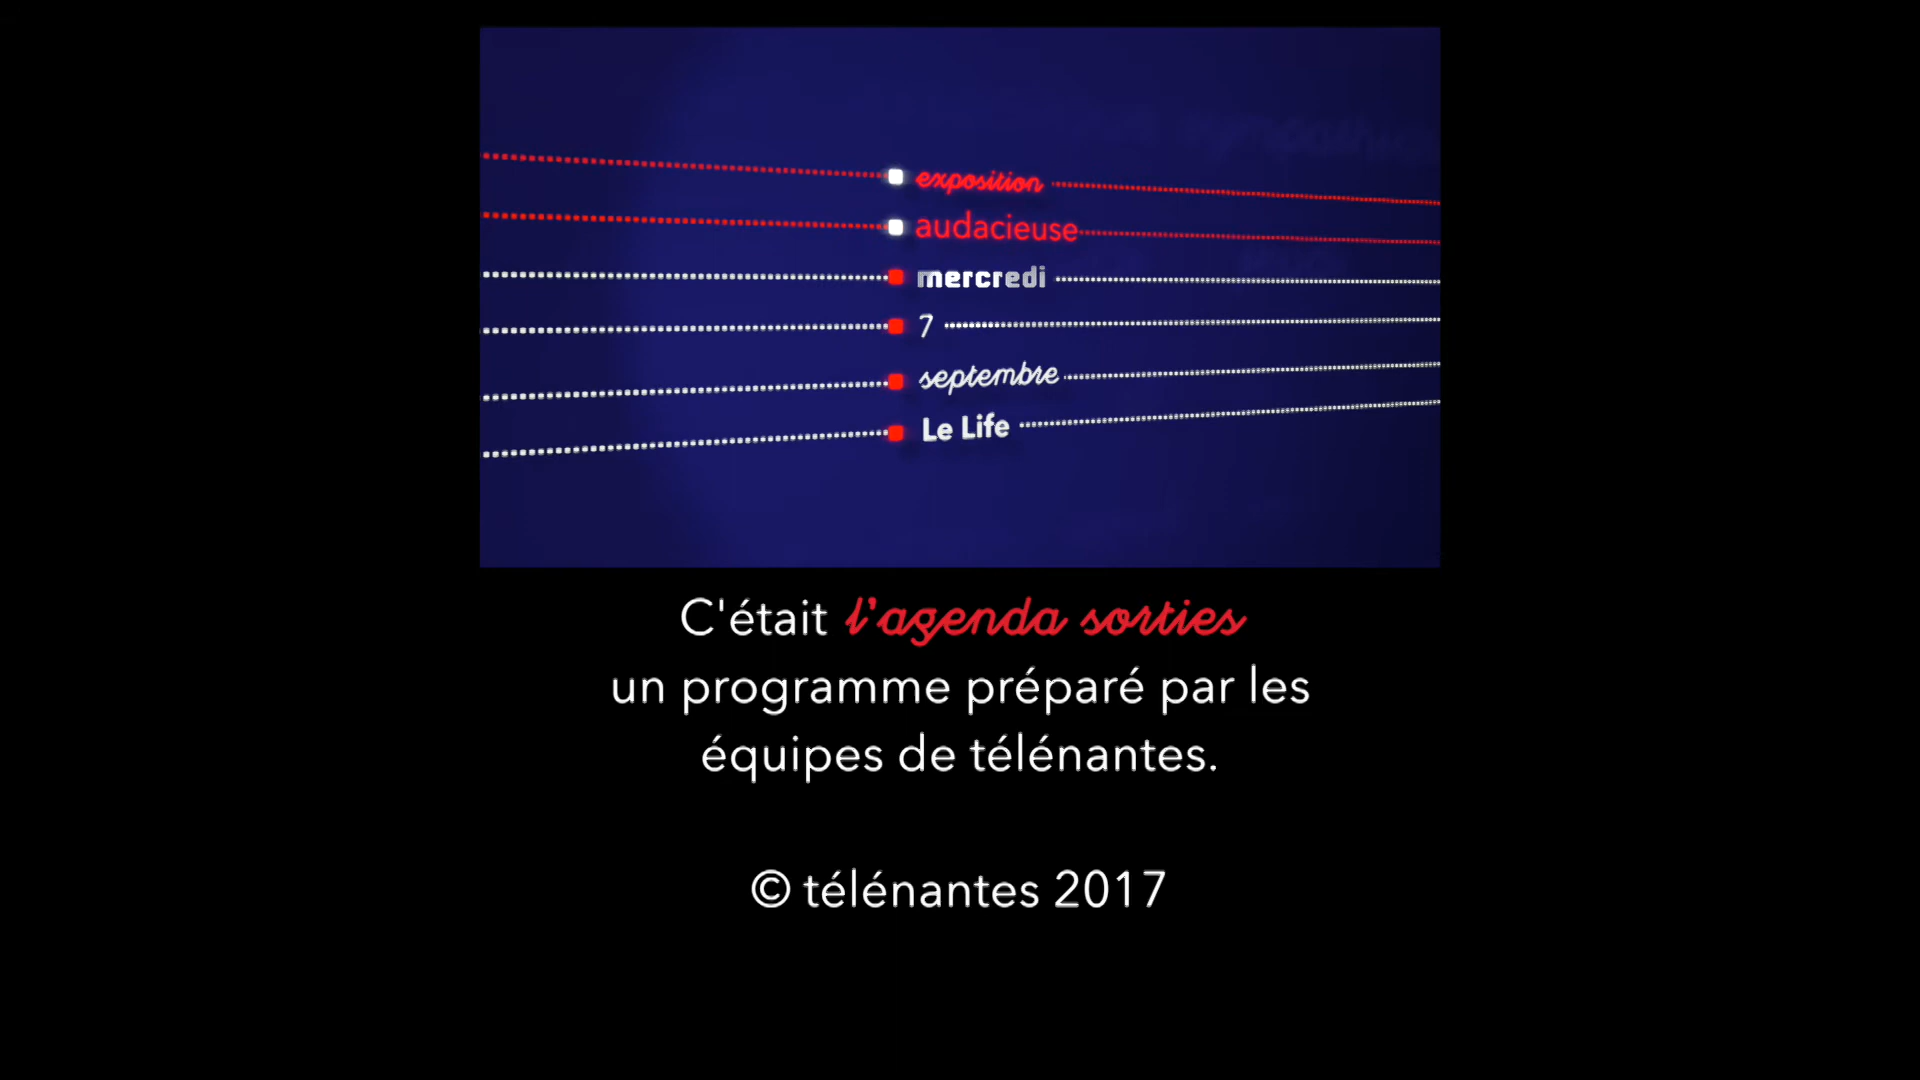 exposition
audacieuse
mercredi
7
septembre
Le Life
C'était l'agenda sorties
un programme préparé par les
équipes de télénantes.
© télénantes 2017